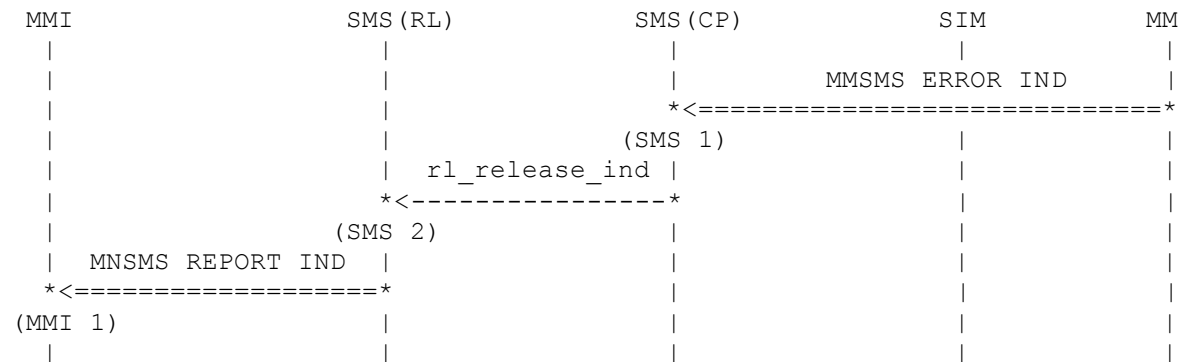 MMI SMS(RL) SMS(CP) SIM MM
MMSMS ERROR IND
(SMS 1)
rl_release_ind
(SMS 2)
MNSMS REPORT IND
(MMI 1)